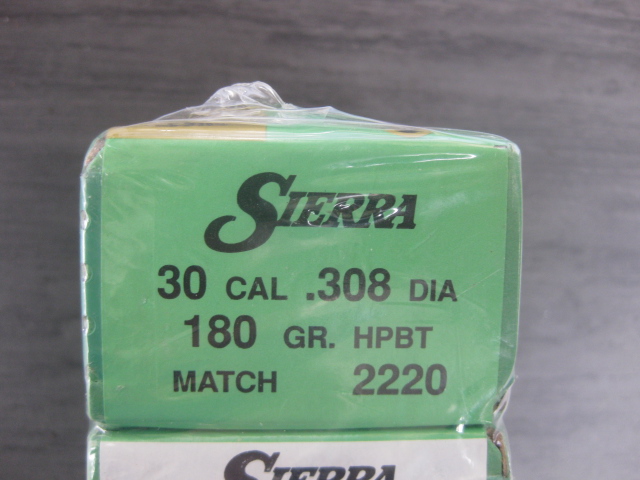 SIERRA
30 CAL .308 DIA
180 GR. HPBT
MATCH 2220
SIERRA